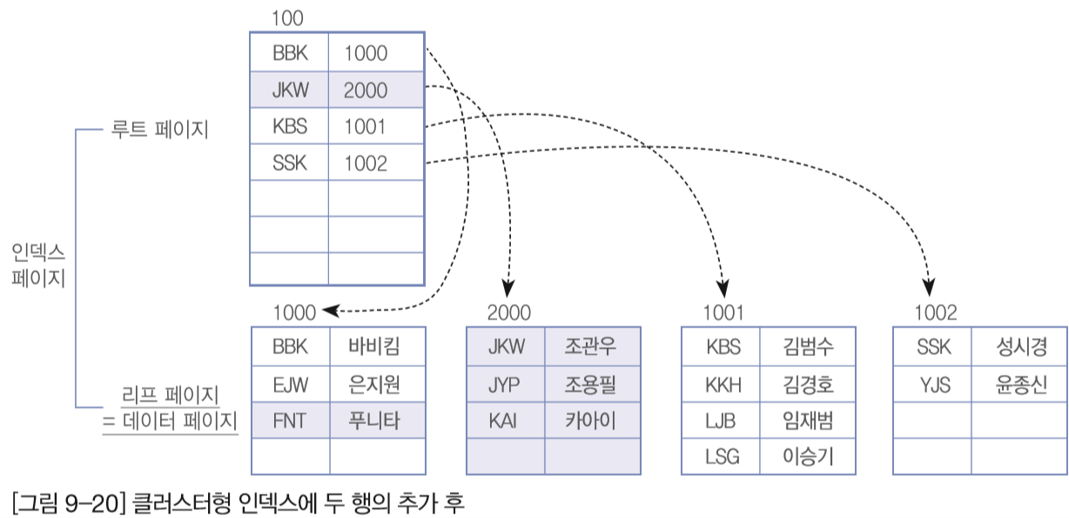 100
BBK 1000
JKW 2000
KBS 1001
SSK 1002
루트 페이지
인덱스
페이지
리프 페이지
= 데이터 페이지
1000
BBK 바비킴
EJW 은지원
FNT 푸니타
2000
JKW 조관우
JYP 조용필
KAI 카아이
1001
KBS 김범수
KKH 김경호
LJB 임재범
LSG 이승기
1002
SSK 성시경
YJS 윤종신
[그림 9-20] 클러스터형 인덱스에 두 행의 추가 후